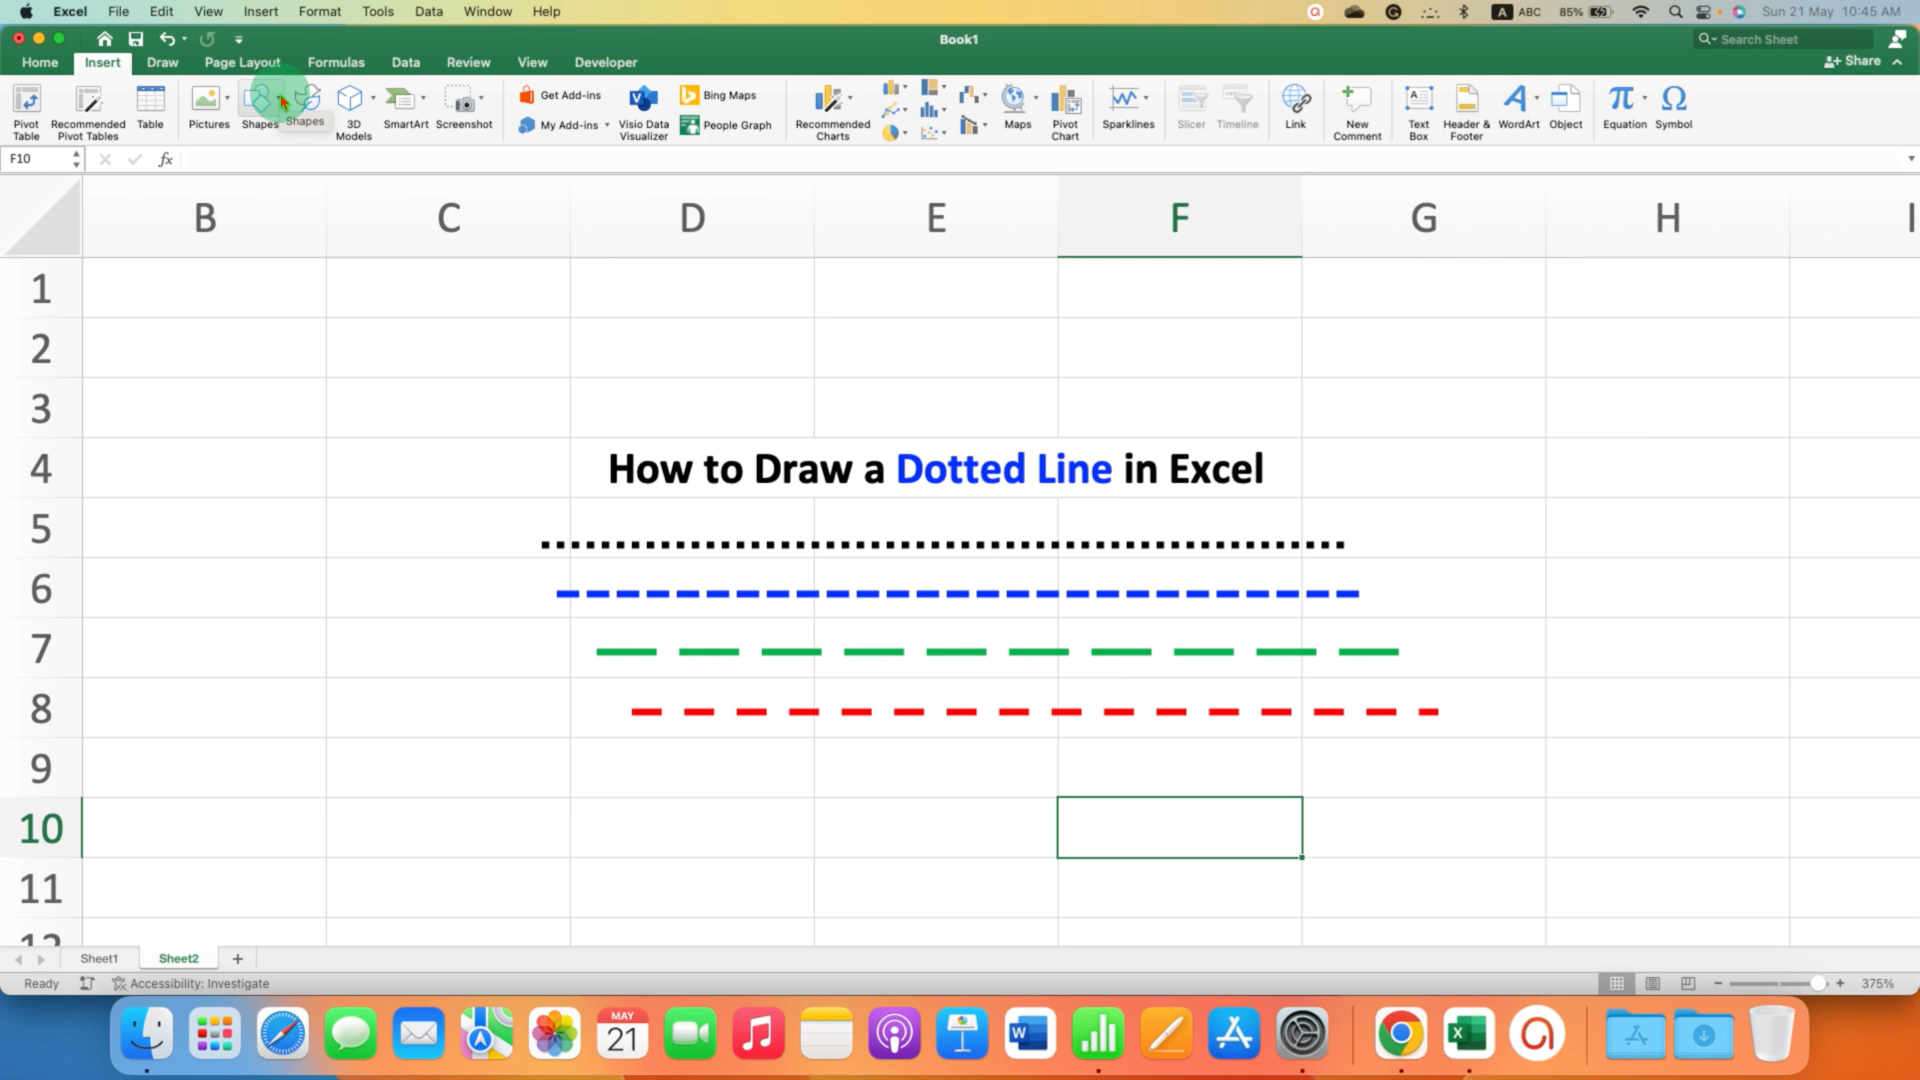 Excel File Edit View Insert Format Tools Data Window Help A ABC 85% Sun 21 May 10:45 AM
Book1 Search Sheet
Home Insert Draw Page Layout Formulas Data Review View Developer Share
Pivot Table
Recommended Pivot Tables
Table
Pictures
Shapes
Shapes
3D Models
SmartArt
Screenshot
Get Add-ins
My Add-ins
Visio Data Visualizer
Bing Maps
People Graph
Recommended Charts
Maps
Pivot Chart
Sparklines
Slicer
Timeline
Link
New Comment
Text Box
Header & Footer
WordArt
Object
Equation
Symbol
F10 fx
B C D E F G H I
1
2
3
4 How to Draw a Dotted Line in Excel
5
6
7
8
9
10
11
12
Sheet1 Sheet2 +
Ready Accessibility: Investigate − + 375%
MAY
21
W
X